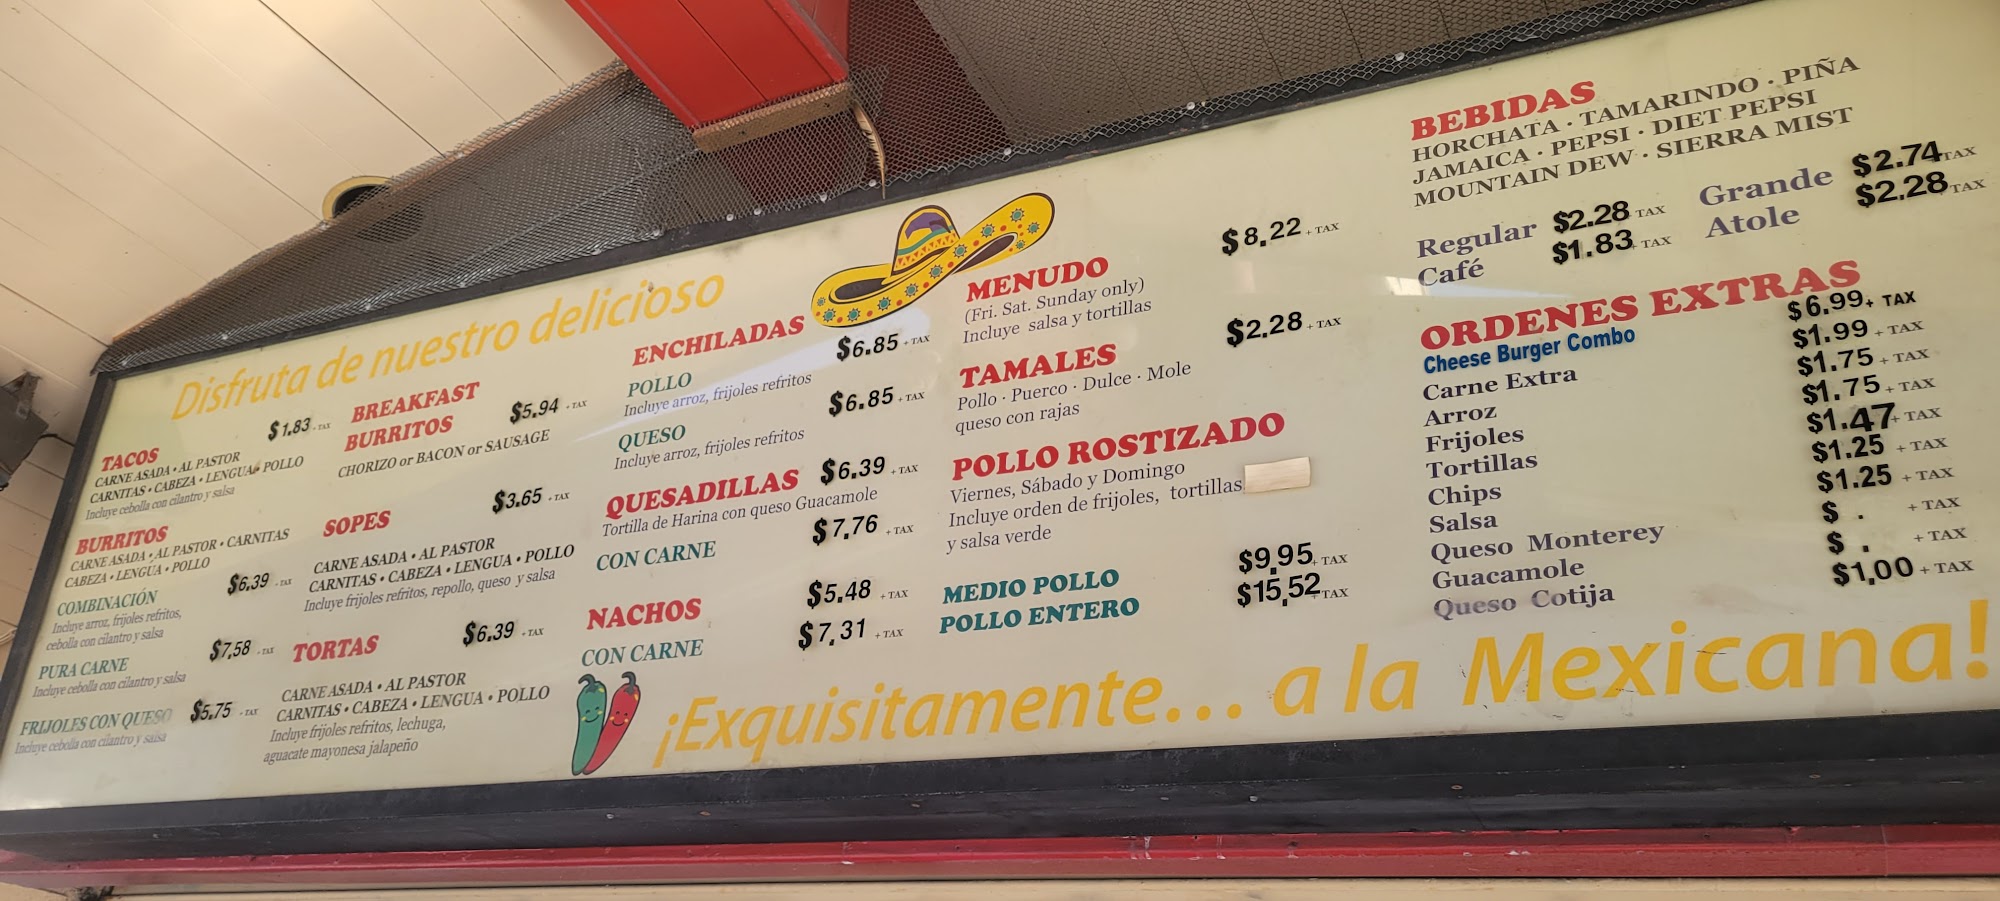 Disfruta de nuestro delicioso
TACOS $1.83 + TAX
CARNE ASADA • AL PASTOR
CARNITAS • CABEZA • LENGUA • POLLO
Incluye cebolla con cilantro y salsa
BURRITOS
CARNE ASADA • AL PASTOR • CARNITAS
CABEZA • LENGUA • POLLO
COMBINACIÓN $6.39 + TAX
Incluye arroz, frijoles refritos,
cebolla con cilantro y salsa
PURA CARNE $7.58 + TAX
Incluye cebolla con cilantro y salsa
FRIJOLES CON QUESO $5.75 + TAX
Incluye cebolla con cilantro y salsa
BREAKFAST
BURRITOS $5.94 + TAX
CHORIZO or BACON or SAUSAGE
SOPES $3.65 + TAX
CARNE ASADA • AL PASTOR
CARNITAS • CABEZA • LENGUA • POLLO
Incluye frijoles refritos, repollo, queso y salsa
TORTAS $6.39 + TAX
CARNE ASADA • AL PASTOR
CARNITAS • CABEZA • LENGUA • POLLO
Incluye frijoles refritos, lechuga,
aguacate mayonesa jalapeño
ENCHILADAS
POLLO $6.85 + TAX
Incluye arroz, frijoles refritos
QUESO $6.85 + TAX
Incluye arroz, frijoles refritos
QUESADILLAS $6.39 + TAX
Tortilla de Harina con queso Guacamole
CON CARNE $7.76 + TAX
NACHOS $5.48 + TAX
CON CARNE $7.31 + TAX
MENUDO $8.22 + TAX
(Fri. Sat. Sunday only)
Incluye salsa y tortillas
TAMALES $2.28 + TAX
Pollo · Puerco · Dulce · Mole
queso con rajas
POLLO ROSTIZADO
Viernes, Sábado y Domingo
Incluye orden de frijoles, tortillas
y salsa verde
MEDIO POLLO $9.95 + TAX
POLLO ENTERO $15.52 + TAX
BEBIDAS
HORCHATA · TAMARINDO · PIÑA
JAMAICA · PEPSI · DIET PEPSI
MOUNTAIN DEW · SIERRA MIST
Regular $2.28 TAX Grande $2.74 TAX
Café $1.83 TAX Atole $2.28 TAX
ORDENES EXTRAS
Cheese Burger Combo $6.99 + TAX
Carne Extra $1.99 + TAX
Arroz $1.75 + TAX
Frijoles $1.75 + TAX
Tortillas $1.47 + TAX
Chips $1.25 + TAX
Salsa $1.25 + TAX
Queso Monterey $ . + TAX
Guacamole $ . + TAX
Queso Cotija $1.00 + TAX
¡Exquisitamente... a la Mexicana!